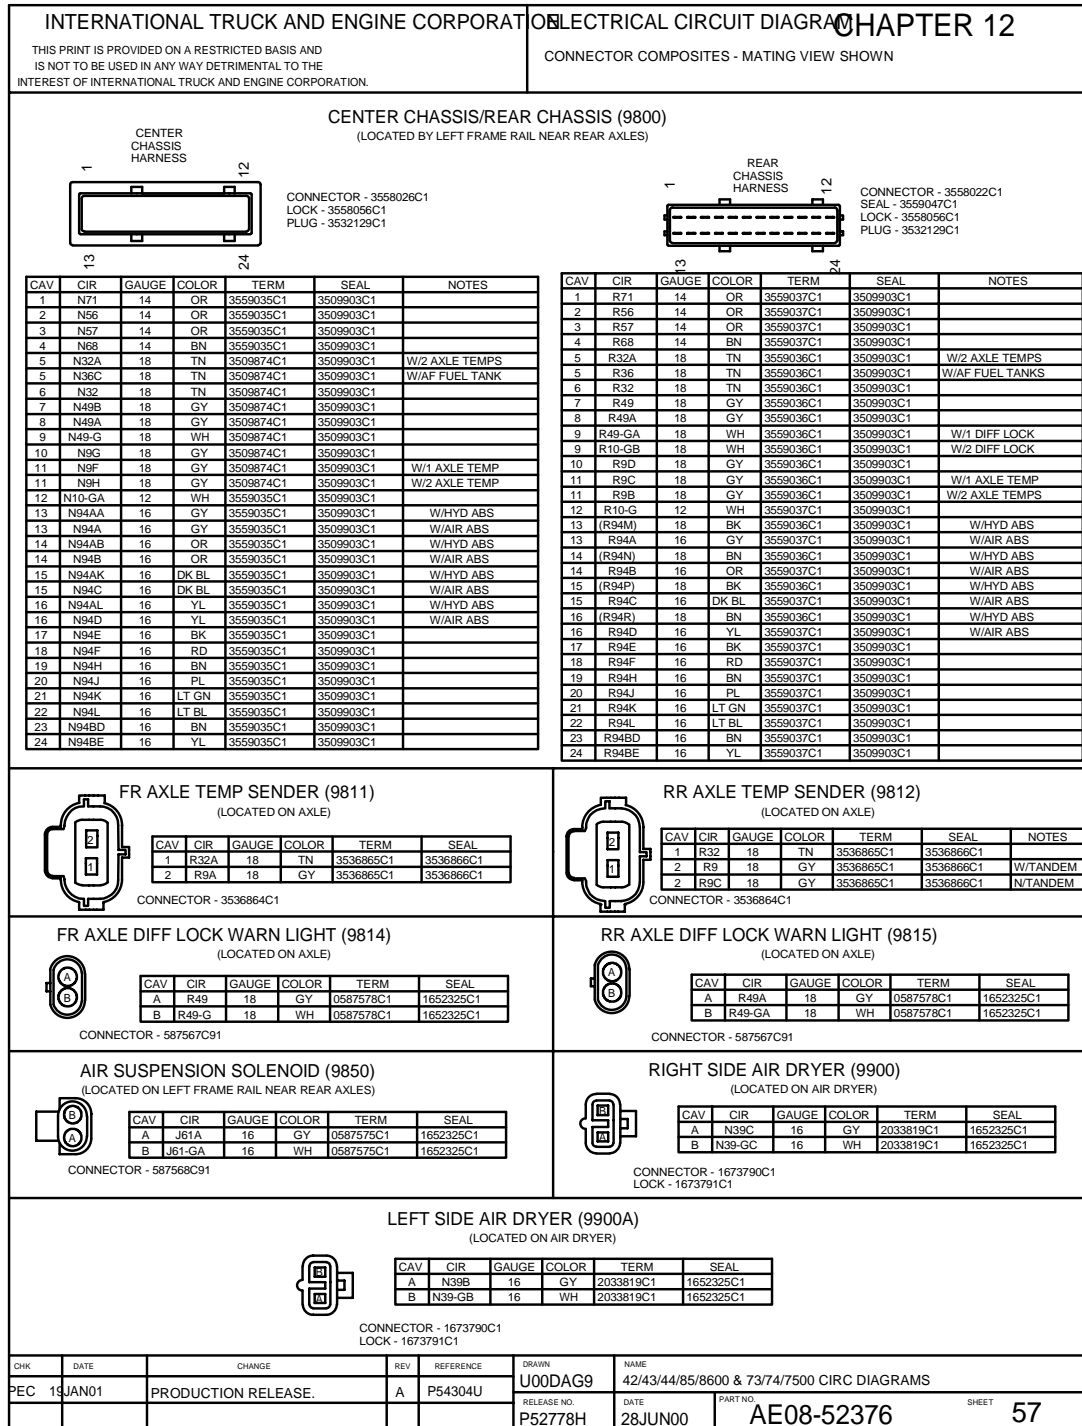 INTERNATIONAL TRUCK AND ENGINE CORPORATION
ELECTRICAL CIRCUIT DIAGRAM
CHAPTER 12
THIS PRINT IS PROVIDED ON A RESTRICTED BASIS AND
IS NOT TO BE USED IN ANY WAY DETRIMENTAL TO THE
INTEREST OF INTERNATIONAL TRUCK AND ENGINE CORPORATION.
CONNECTOR COMPOSITES - MATING VIEW SHOWN
CENTER CHASSIS/REAR CHASSIS (9800)
(LOCATED BY LEFT FRAME RAIL NEAR REAR AXLES)
CENTER
CHASSIS
HARNESS
1 12
13 24
CONNECTOR - 3558026C1
LOCK - 3558056C1
PLUG - 3532129C1
CAV CIR GAUGE COLOR TERM SEAL NOTES
1 N71 14 OR 3559035C1 3509903C1
2 N56 14 OR 3559035C1 3509903C1
3 N57 14 OR 3559035C1 3509903C1
4 N68 14 BN 3559035C1 3509903C1
5 N32A 18 TN 3509874C1 3509903C1 W/2 AXLE TEMPS
5 N36C 18 TN 3509874C1 3509903C1 W/AF FUEL TANK
6 N32 18 TN 3509874C1 3509903C1
7 N49B 18 GY 3509874C1 3509903C1
8 N49A 18 GY 3509874C1 3509903C1
9 N49-G 18 WH 3509874C1 3509903C1
10 N9G 18 GY 3509874C1 3509903C1
11 N9F 18 GY 3509874C1 3509903C1 W/1 AXLE TEMP
11 N9H 18 GY 3509874C1 3509903C1 W/2 AXLE TEMP
12 N10-GA 12 WH 3559035C1 3509903C1
13 N94AA 16 GY 3559035C1 3509903C1 W/HYD ABS
13 N94A 16 GY 3559035C1 3509903C1 W/AIR ABS
14 N94AB 16 OR 3559035C1 3509903C1 W/HYD ABS
14 N94B 16 OR 3559035C1 3509903C1 W/AIR ABS
15 N94AK 16 DK BL 3559035C1 3509903C1 W/HYD ABS
15 N94C 16 DK BL 3559035C1 3509903C1 W/AIR ABS
16 N94AL 16 YL 3559035C1 3509903C1 W/HYD ABS
16 N94D 16 YL 3559035C1 3509903C1 W/AIR ABS
17 N94E 16 BK 3559035C1 3509903C1
18 N94F 16 RD 3559035C1 3509903C1
19 N94H 16 BN 3559035C1 3509903C1
20 N94J 16 PL 3559035C1 3509903C1
21 N94K 16 LT GN 3559035C1 3509903C1
22 N94L 16 LT BL 3559035C1 3509903C1
23 N94BD 16 BN 3559035C1 3509903C1
24 N94BE 16 YL 3559035C1 3509903C1
REAR
CHASSIS
HARNESS
1 12
13 24
CONNECTOR - 3558022C1
SEAL - 3559047C1
LOCK - 3558056C1
PLUG - 3532129C1
CAV CIR GAUGE COLOR TERM SEAL NOTES
1 R71 14 OR 3559037C1 3509903C1
2 R56 14 OR 3559037C1 3509903C1
3 R57 14 OR 3559037C1 3509903C1
4 R68 14 BN 3559037C1 3509903C1
5 R32A 18 TN 3559036C1 3509903C1 W/2 AXLE TEMPS
5 R36 18 TN 3559036C1 3509903C1 W/AF FUEL TANKS
6 R32 18 TN 3559036C1 3509903C1
7 R49 18 GY 3559036C1 3509903C1
8 R49A 18 GY 3559036C1 3509903C1
9 R49-GA 18 WH 3559036C1 3509903C1 W/1 DIFF LOCK
9 R10-GB 18 WH 3559036C1 3509903C1 W/2 DIFF LOCK
10 R9D 18 GY 3559036C1 3509903C1
11 R9C 18 GY 3559036C1 3509903C1 W/1 AXLE TEMP
11 R9B 18 GY 3559036C1 3509903C1 W/2 AXLE TEMPS
12 R10-G 12 WH 3559037C1 3509903C1
13 (R94M) 18 BK 3559036C1 3509903C1 W/HYD ABS
13 R94A 16 GY 3559037C1 3509903C1 W/AIR ABS
14 (R94N) 18 BN 3559036C1 3509903C1 W/HYD ABS
14 R94B 16 OR 3559037C1 3509903C1 W/AIR ABS
15 (R94P) 18 BK 3559036C1 3509903C1 W/HYD ABS
15 R94C 16 DK BL 3559037C1 3509903C1 W/AIR ABS
16 (R94R) 18 BN 3559036C1 3509903C1 W/HYD ABS
16 R94D 16 YL 3559037C1 3509903C1 W/AIR ABS
17 R94E 16 BK 3559037C1 3509903C1
18 R94F 16 RD 3559037C1 3509903C1
19 R94H 16 BN 3559037C1 3509903C1
20 R94J 16 PL 3559037C1 3509903C1
21 R94K 16 LT GN 3559037C1 3509903C1
22 R94L 16 LT BL 3559037C1 3509903C1
23 R94BD 16 BN 3559037C1 3509903C1
24 R94BE 16 YL 3559037C1 3509903C1
FR AXLE TEMP SENDER (9811)
(LOCATED ON AXLE)
2
1
CAV CIR GAUGE COLOR TERM SEAL
1 R32A 18 TN 3536865C1 3536866C1
2 R9A 18 GY 3536865C1 3536866C1
CONNECTOR - 3536864C1
RR AXLE TEMP SENDER (9812)
(LOCATED ON AXLE)
2
1
CAV CIR GAUGE COLOR TERM SEAL NOTES
1 R32 18 TN 3536865C1 3536866C1
2 R9 18 GY 3536865C1 3536866C1 W/TANDEM
2 R9C 18 GY 3536865C1 3536866C1 N/TANDEM
CONNECTOR - 3536864C1
FR AXLE DIFF LOCK WARN LIGHT (9814)
(LOCATED ON AXLE)
A
B
CAV CIR GAUGE COLOR TERM SEAL
A R49 18 GY 0587578C1 1652325C1
B R49-G 18 WH 0587578C1 1652325C1
CONNECTOR - 587567C91
RR AXLE DIFF LOCK WARN LIGHT (9815)
(LOCATED ON AXLE)
A
B
CAV CIR GAUGE COLOR TERM SEAL
A R49A 18 GY 0587578C1 1652325C1
B R49-GA 18 WH 0587578C1 1652325C1
CONNECTOR - 587567C91
AIR SUSPENSION SOLENOID (9850)
(LOCATED ON LEFT FRAME RAIL NEAR REAR AXLES)
B
A
CAV CIR GAUGE COLOR TERM SEAL
A J61A 16 GY 0587575C1 1652325C1
B J61-GA 16 WH 0587575C1 1652325C1
CONNECTOR - 587568C91
RIGHT SIDE AIR DRYER (9900)
(LOCATED ON AIR DRYER)
B
A
CAV CIR GAUGE COLOR TERM SEAL
A N39C 16 GY 2033819C1 1652325C1
B N39-GC 16 WH 2033819C1 1652325C1
CONNECTOR - 1673790C1
LOCK - 1673791C1
LEFT SIDE AIR DRYER (9900A)
(LOCATED ON AIR DRYER)
B
A
CAV CIR GAUGE COLOR TERM SEAL
A N39B 16 GY 2033819C1 1652325C1
B N39-GB 16 WH 2033819C1 1652325C1
CONNECTOR - 1673790C1
LOCK - 1673791C1
CHK DATE CHANGE REV REFERENCE
PEC 19JAN01 PRODUCTION RELEASE. A P54304U
DRAWN
U00DAG9
NAME
42/43/44/85/8600 & 73/74/7500 CIRC DIAGRAMS
RELEASE NO.
P52778H
DATE
28JUN00
PART NO.
AE08-52376
SHEET 57